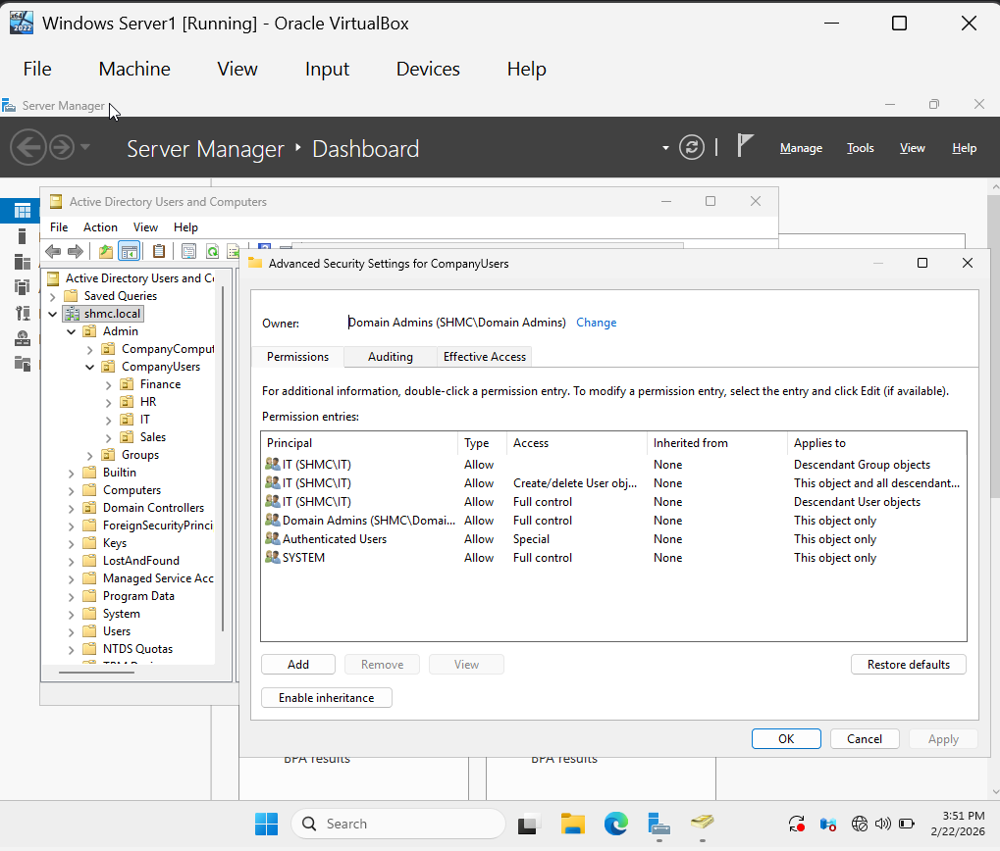 Windows Server1 [Running] - Oracle VirtualBox
File Machine View Input Devices Help
Server Manager
Server Manager Dashboard
Manage Tools View Help
Active Directory Users and Computers
File Action View Help
Active Directory Users and Co
Saved Queries
shmc.local
Admin
CompanyComput
CompanyUsers
Finance
HR
IT
Sales
Groups
Builtin
Computers
Domain Controllers
ForeignSecurityPrinci
Keys
LostAndFound
Managed Service Acc
Program Data
System
Users
NTDS Quotas
Advanced Security Settings for CompanyUsers
Owner: Domain Admins (SHMC\Domain Admins) Change
Permissions Auditing Effective Access
For additional information, double-click a permission entry. To modify a permission entry, select the entry and click Edit (if available).
Permission entries:
Principal Type Access Inherited from Applies to
IT (SHMC\IT) Allow None Descendant Group objects
IT (SHMC\IT) Allow Create/delete User obj... None This object and all descendant...
IT (SHMC\IT) Allow Full control None Descendant User objects
Domain Admins (SHMC\Domai... Allow Full control None This object only
Authenticated Users Allow Special None This object only
SYSTEM Allow Full control None This object only
Add Remove View Restore defaults
Enable inheritance
OK Cancel Apply
BPA results BPA results
Search
3:51 PM
2/22/2026